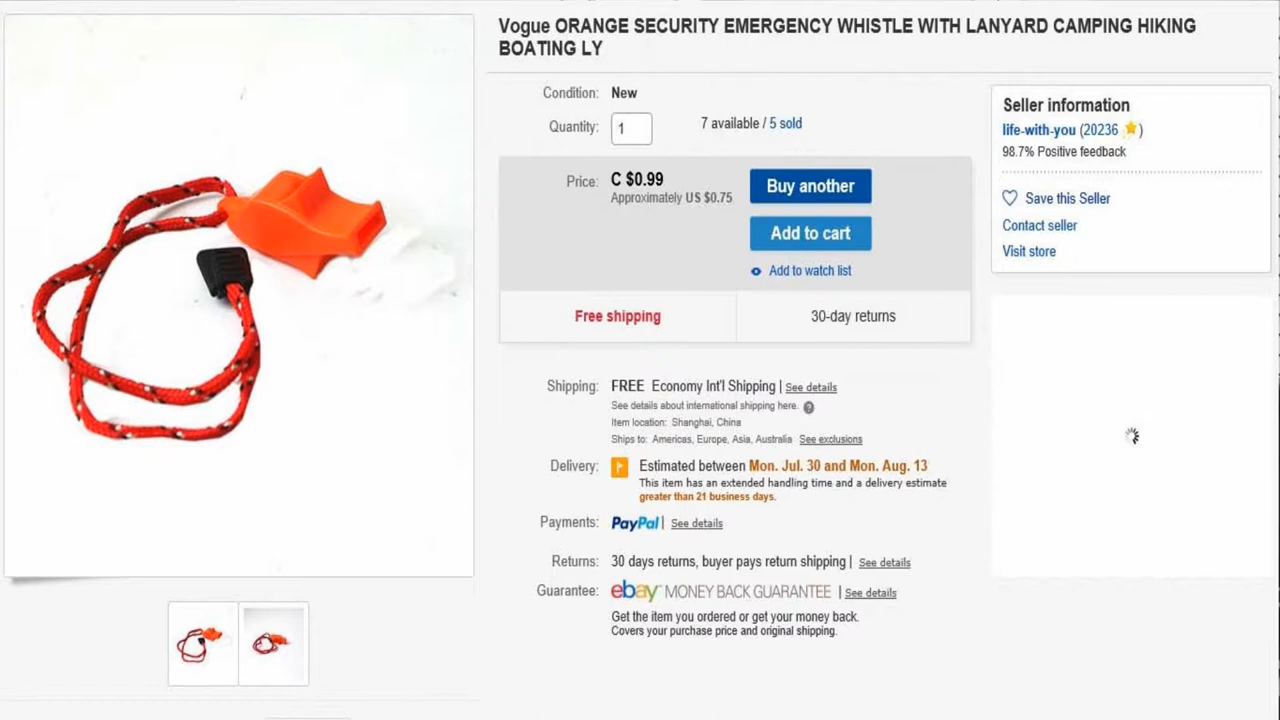 Vogue ORANGE SECURITY EMERGENCY WHISTLE WITH LANYARD CAMPING HIKING
BOATING LY
Condition: New
Quantity: 1 7 available / 5 sold
Price: C $0.99
Approximately US $0.75
Buy another
Add to cart
Add to watch list
Free shipping 30-day returns
Shipping: FREE Economy Int'l Shipping | See details
See details about international shipping here. ?
Item location: Shanghai, China
Ships to: Americas, Europe, Asia, Australia See exclusions
Delivery: Estimated between Mon. Jul. 30 and Mon. Aug. 13
This item has an extended handling time and a delivery estimate
greater than 21 business days.
Payments: PayPal | See details
Returns: 30 days returns, buyer pays return shipping | See details
Guarantee: ebay MONEY BACK GUARANTEE | See details
Get the item you ordered or get your money back.
Covers your purchase price and original shipping.
Seller information
life-with-you (20236 )
98.7% Positive feedback
Save this Seller
Contact seller
Visit store